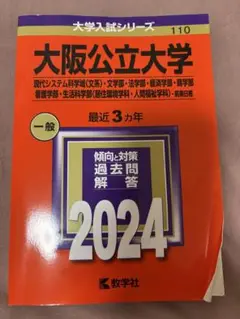 大学入試シリーズ
110
大阪公立大学
現代システム科学域〈文系〉・文学部・法学部・経済学部・商学部
看護学部・生活科学部〈居住環境学科・人間福祉学科〉-前期日程
一般
最近3カ年
傾向と対策
過去問
解答
2024
教学社